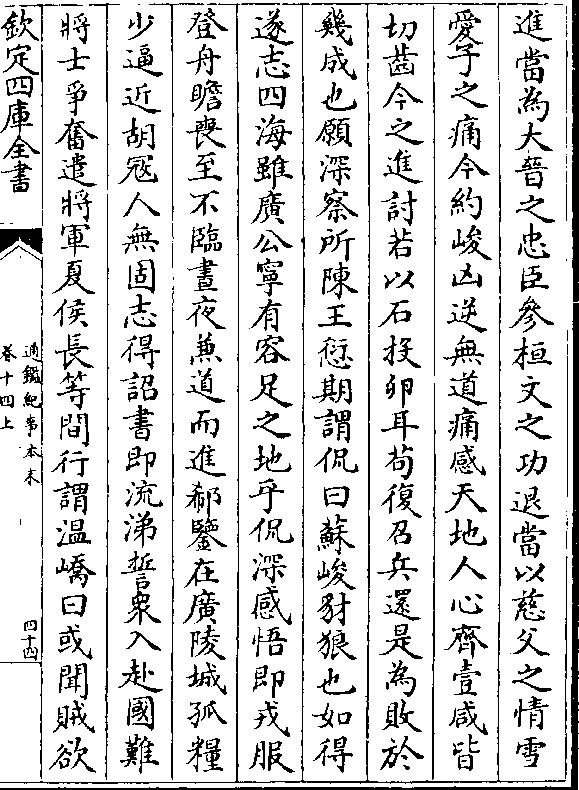 進當為大晉之忠臣參桓文之功退當以慈父之情雪
愛子之痛今約峻凶逆無道痛感天地人心齊壹咸皆
切齒今之進討若以石投卵耳茍復召兵還是為敗於
幾成也願深察所陳王愆期謂侃曰蘇峻豺狼也如得
遂志四海雖廣公寧有容足之地乎侃深感悟即戎服
登舟瞻喪至不臨晝夜兼道而進郗鑒在廣陵城孤糧
少逼近胡寇人無固志得詔書即流涕誓衆入赴國難
將士爭奮遣將軍夏侯長等間行謂温嶠曰或聞賊欲
欽定四庫全書
通鑑紀事本末
卷十四上
四十四